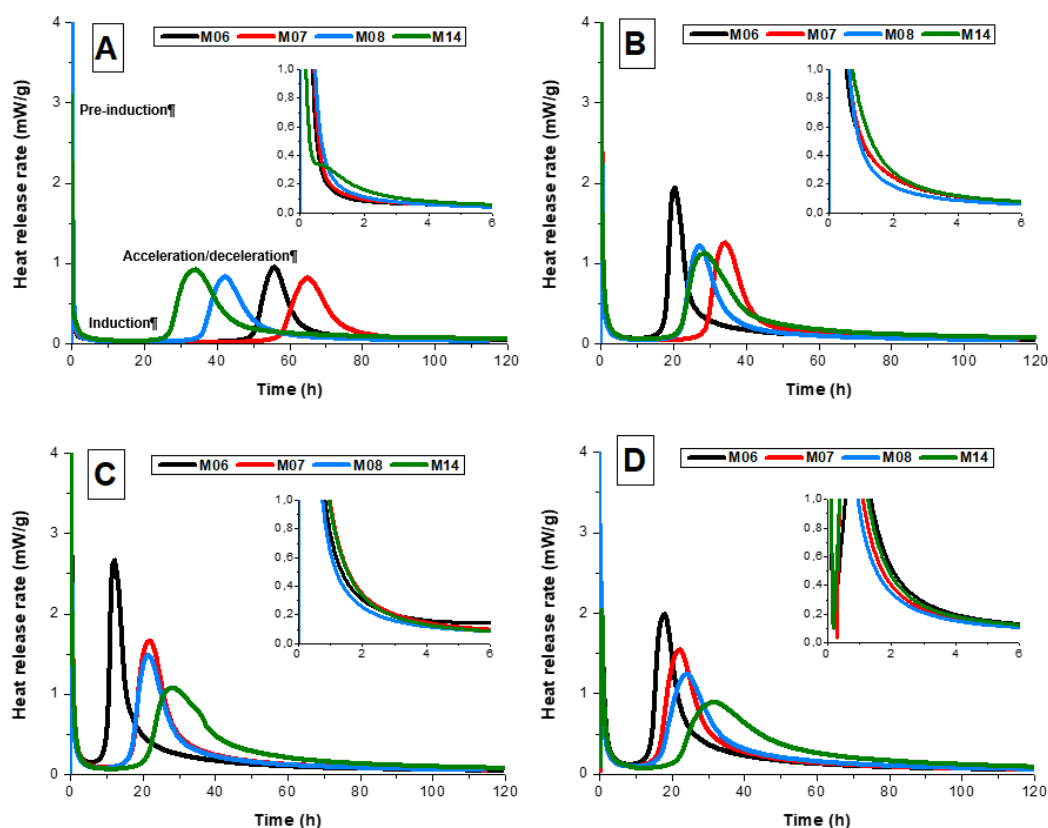 A
M06 M07 M08 M14
Heat release rate (mW/g)
4
3
2
1
0
Pre-induction¶
Acceleration/deceleration¶
Induction¶
1,0
0,8
0,6
0,4
0,2
0,0
0 2 4 6
0 20 40 60 80 100 120
Time (h)
B
M06 M07 M08 M14
Heat release rate (mW/g)
4
3
2
1
0
1,0
0,8
0,6
0,4
0,2
0,0
0 2 4 6
0 20 40 60 80 100 120
Time (h)
C
M06 M07 M08 M14
Heat release rate (mW/g)
4
3
2
1
0
1,0
0,8
0,6
0,4
0,2
0,0
0 2 4 6
0 20 40 60 80 100 120
Time (h)
D
M06 M07 M08 M14
Heat release rate (mW/g)
4
3
2
1
0
1,0
0,8
0,6
0,4
0,2
0,0
0 2 4 6
0 20 40 60 80 100 120
Time (h)